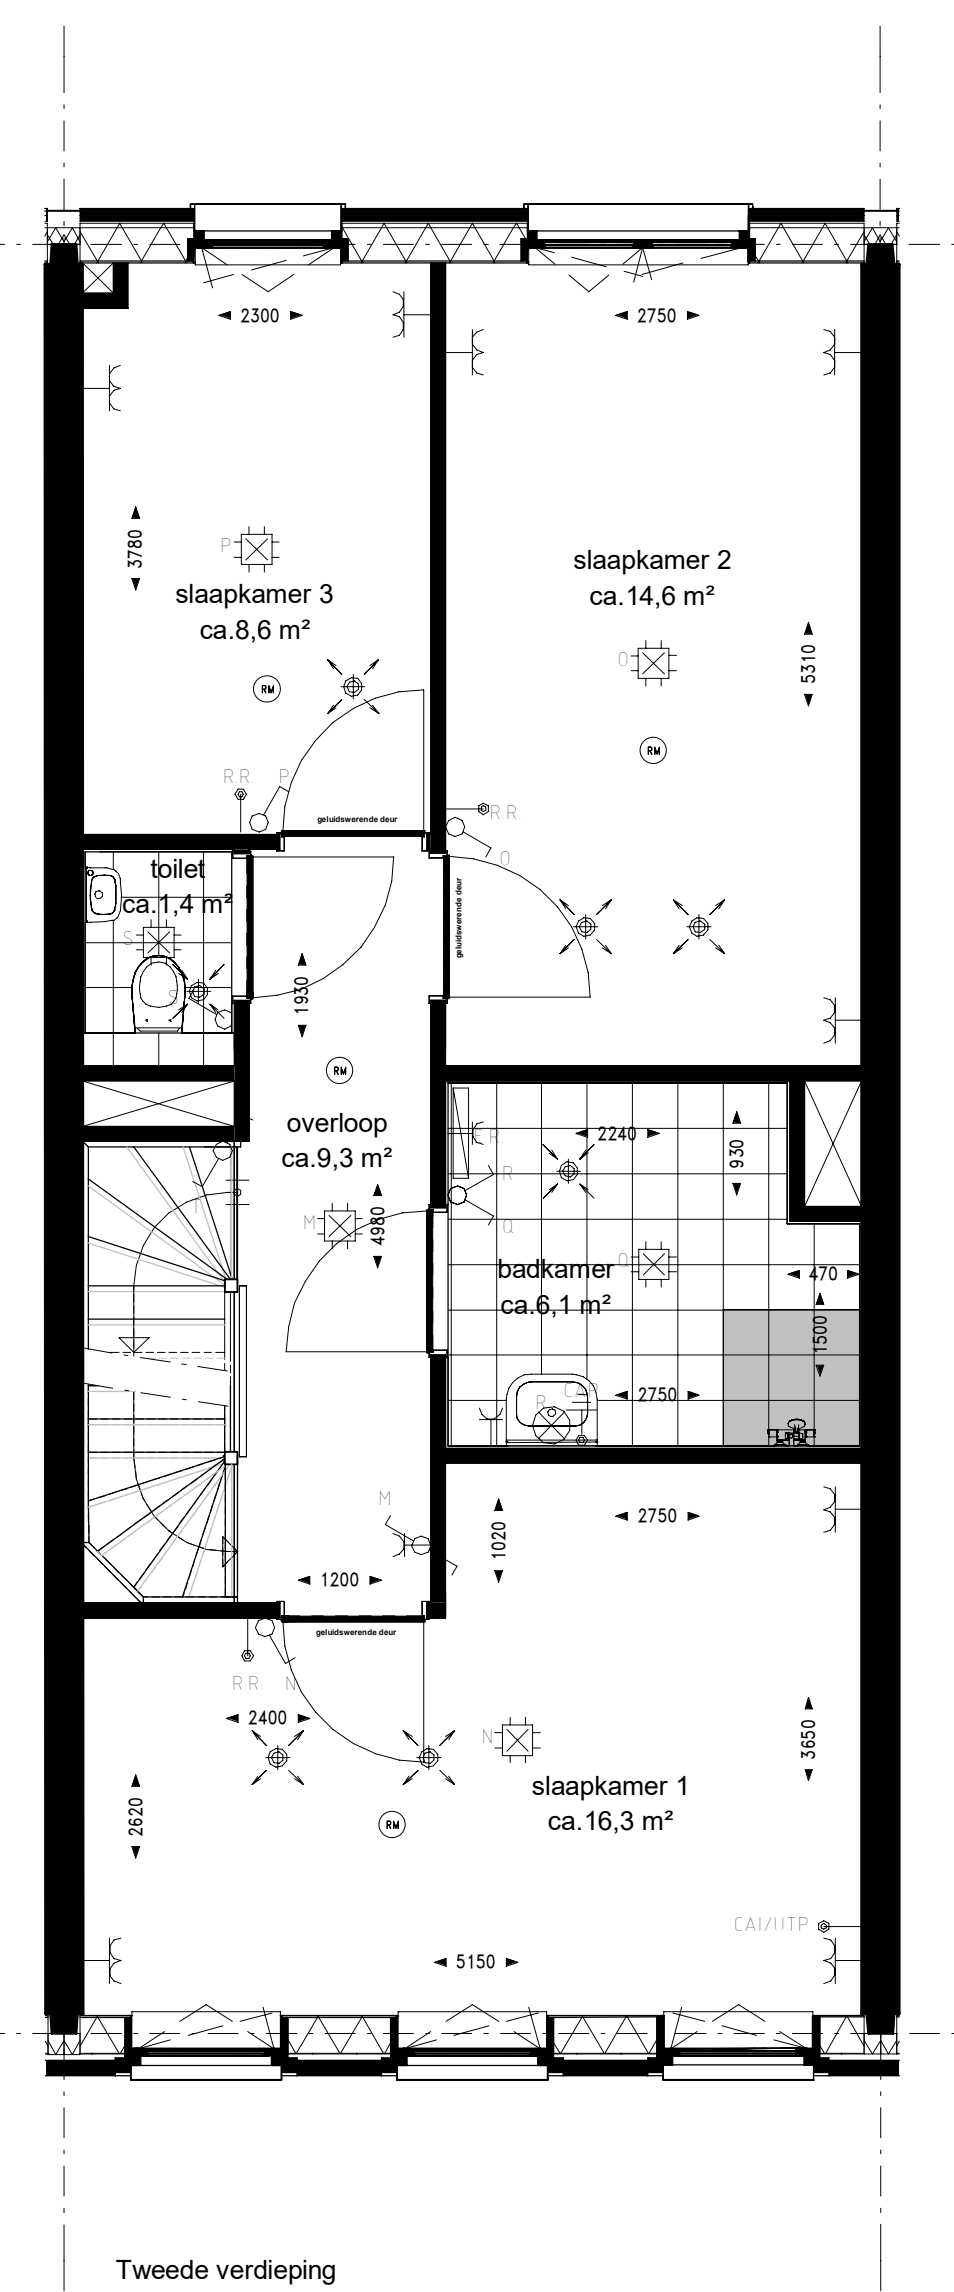 2300
2750
3780
slaapkamer 2
ca.14,6 m²
P
slaapkamer 3
ca.8,6 m²
O
5310
RM
RM
R.R.
P
R.R.
geluidswerende deur
O
toilet
ca.1,4 m²
geluidswerende deur
S
1930
S
RM
overloop
ca.9,3 m²
2240
930
R
M
4980
Q
badkamer
ca.6,1 m²
Q
470
1500
2750
R
CAP
M
1020
2750
1200
geluidswerende deur
R.R.
N
2400
N
3650
slaapkamer 1
ca.16,3 m²
2620
RM
CAI/UTP
5150
Tweede verdieping